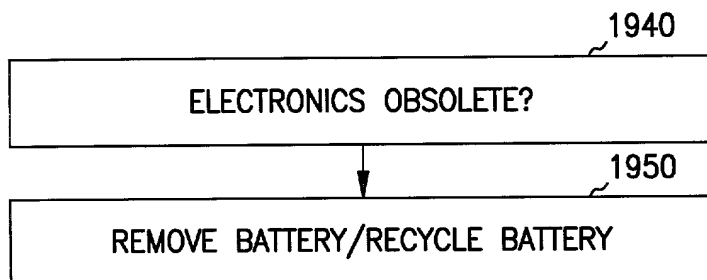 1940
ELECTRONICS OBSOLETE?
1950
REMOVE BATTERY/RECYCLE BATTERY